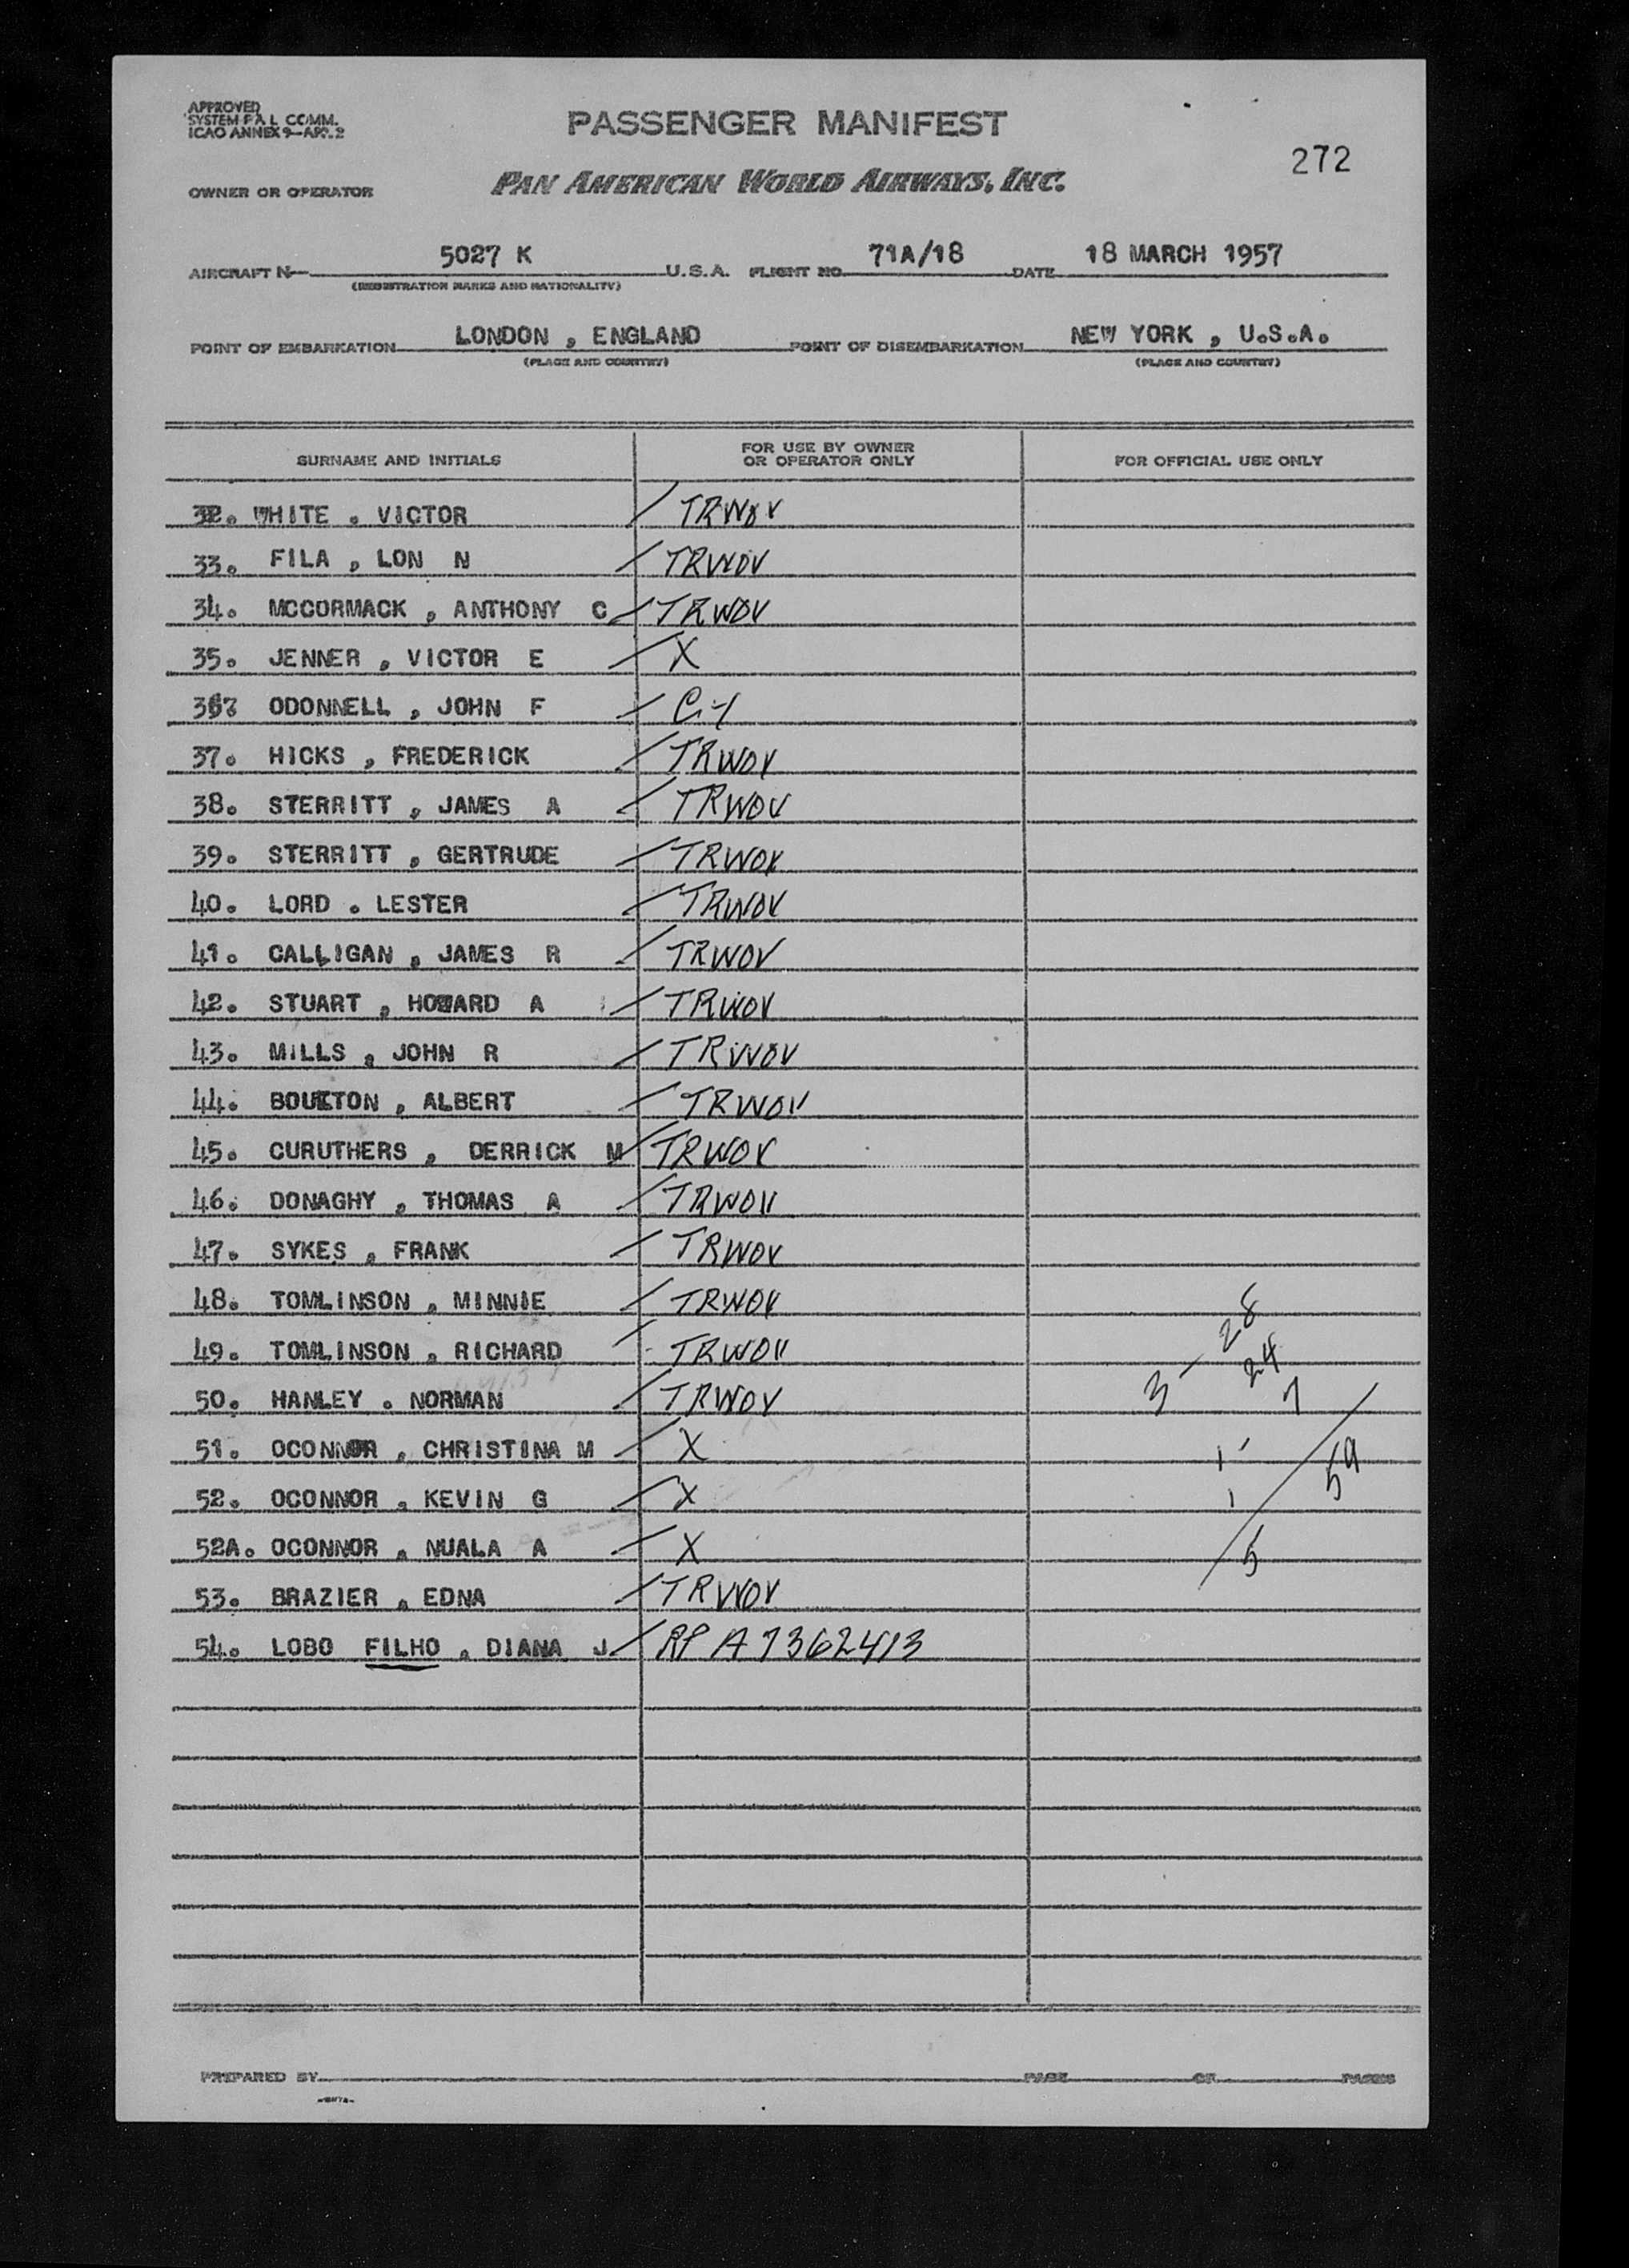 APPROVED
SYSTEM F A L COMM.
ICAO ANNEX 9—APP. 2
PASSENGER MANIFEST
272
OWNER OR OPERATOR PAN AMERICAN WORLD AIRWAYS, INC.
AIRCRAFT N— 5027 K U.S.A. FLIGHT NO. 71A/18 DATE 18 MARCH 1957
(REGISTRATION MARKS AND NATIONALITY)
POINT OF EMBARKATION LONDON , ENGLAND POINT OF DISEMBARKATION NEW YORK , U.S.A.
(PLACE AND COUNTRY) (PLACE AND COUNTRY)
SURNAME AND INITIALS FOR USE BY OWNER OR OPERATOR ONLY FOR OFFICIAL USE ONLY
32. WHITE . VICTOR / TRWOV
33. FILA , LON N / TRWOV
34. MCCORMACK , ANTHONY C / TRWOV
35. JENNER , VICTOR E / X
36 ODONNELL , JOHN F /
37. HICKS , FREDERICK / TRWOV
38. STERRITT , JAMES A / TRWOV
39. STERRITT , GERTRUDE / TRWOV
40. LORD . LESTER / TRWOV
41. CALLIGAN , JAMES R / TRWOV
42. STUART , HOWARD A / TRWOV
43. MILLS , JOHN R / TRWOV
44. BOULTON , ALBERT / TRWOV
45. CURUTHERS , DERRICK M / TRWOV
46. DONAGHY , THOMAS A / TRWOV
47. SYKES , FRANK / TRWOV
48. TOMLINSON , MINNIE / TRWOV
49. TOMLINSON , RICHARD / TRWOV
50. HANLEY . NORMAN / TRWOV
51. OCONNOR , CHRISTINA M / X
52. OCONNOR , KEVIN G / X
52A. OCONNOR , NUALA A / X
53. BRAZIER , EDNA / TRWOV
54. LOBO FILHO , DIANA J / RP A7362413
28
3 — 24
7
1
1 / 59
5
PREPARED BY PAGE OF PAGES